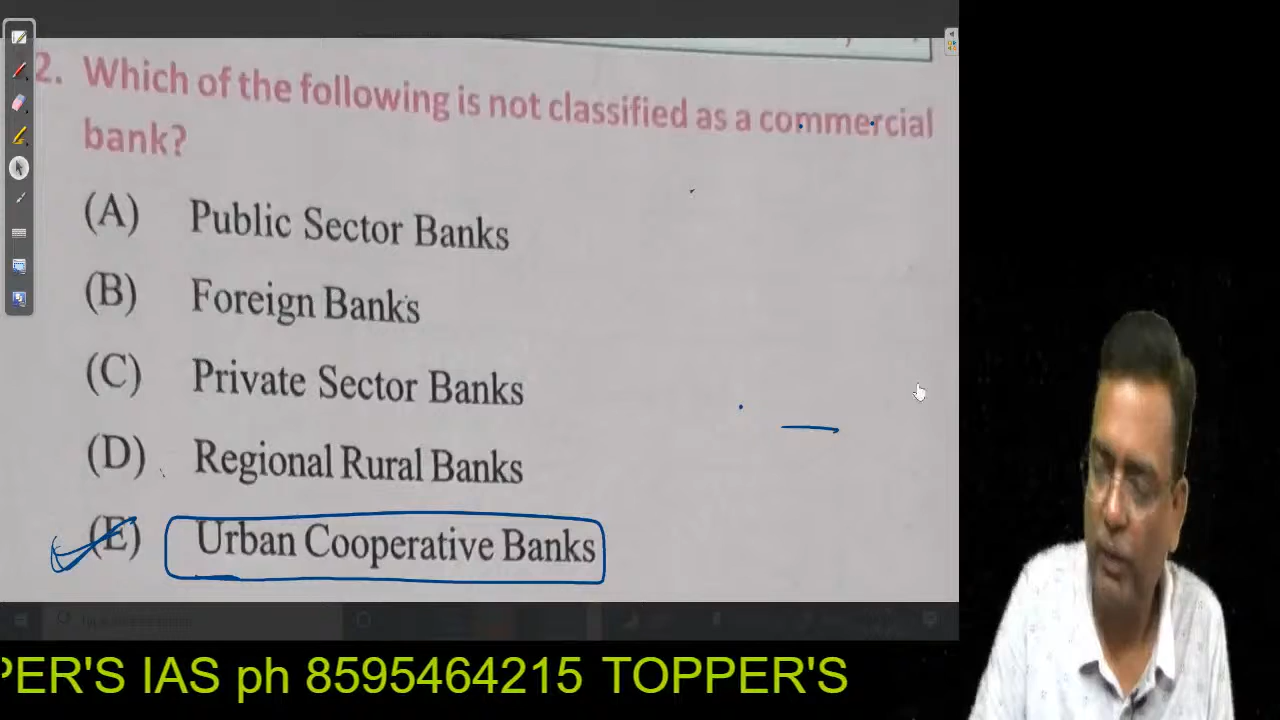 2. Which of the following is not classified as a commercial
bank?
(A) Public Sector Banks
(B) Foreign Banks
(C) Private Sector Banks
(D) Regional Rural Banks
(E) Urban Cooperative Banks
PER'S IAS ph 8595464215 TOPPER'S